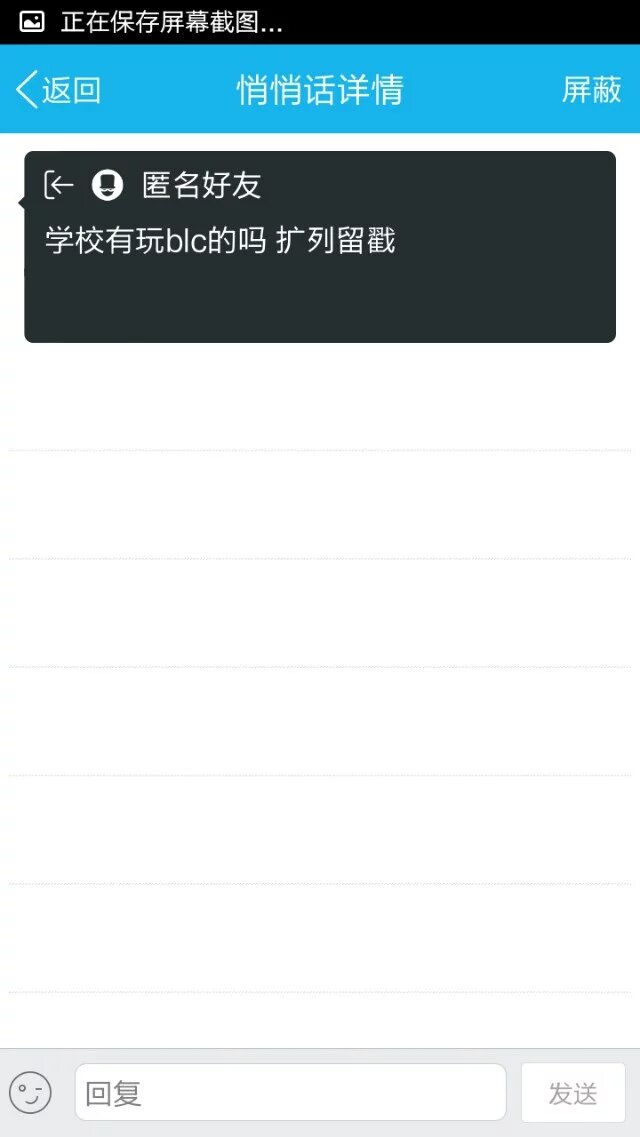 正在保存屏幕截图...
返回
悄悄话详情
屏蔽
匿名好友
学校有玩blc的吗 扩列留戳
回复
发送